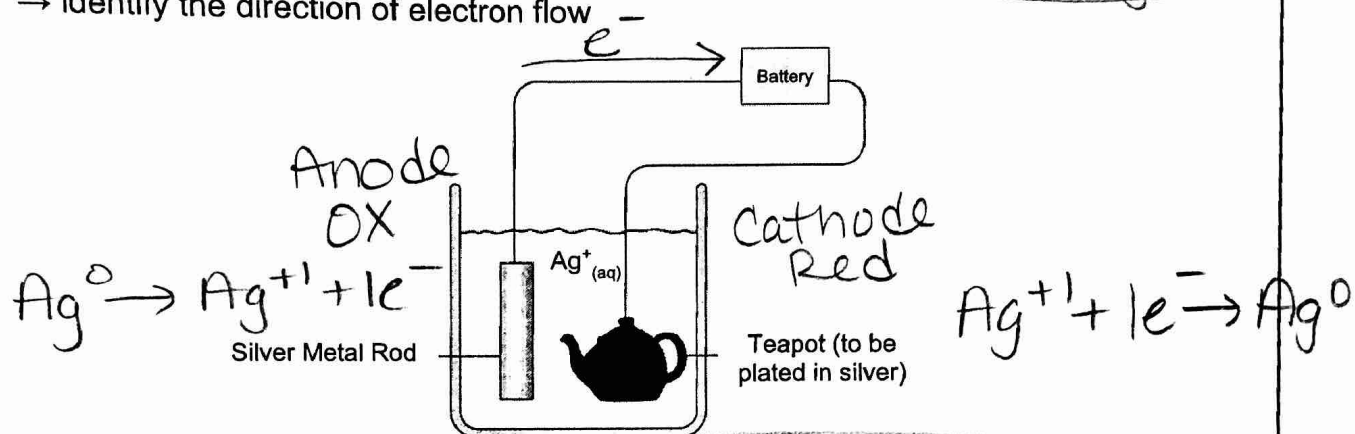 → Identify the direction of electron flow
e⁻
Battery
Anode
OX
Cathode
Red
Ag⁺(aq)
Ag⁰ → Ag⁺¹ + 1e⁻
Ag⁺¹ + 1e⁻ → Ag⁰
Silver Metal Rod
Teapot (to be
plated in silver)